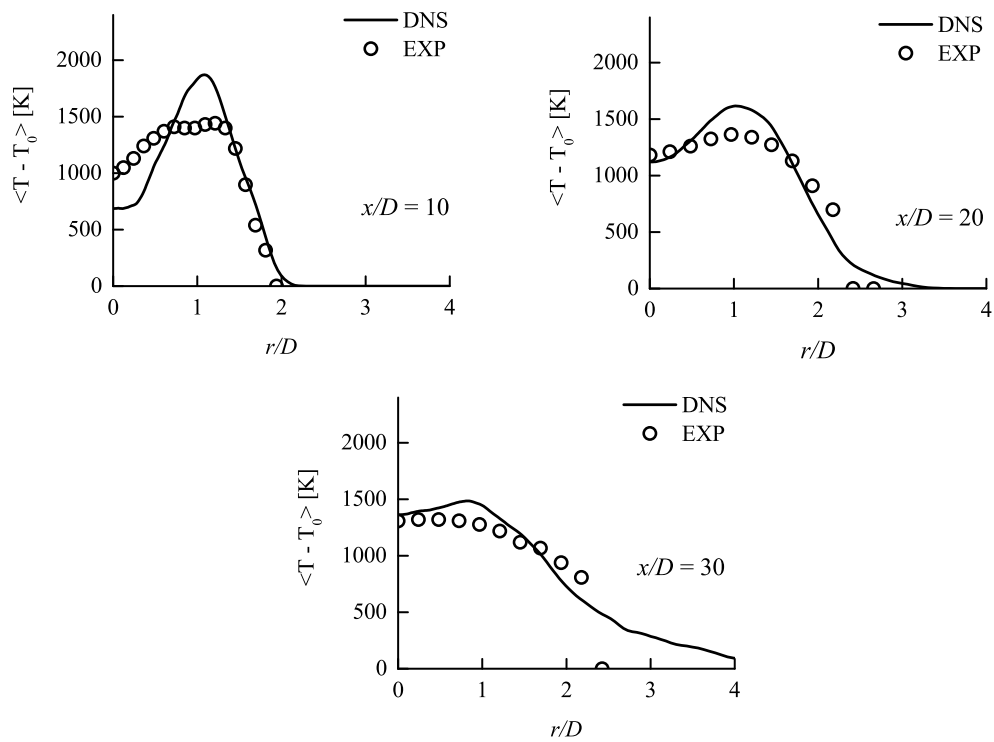 DNS
EXP
2000
1500
1000
500
0
<T - T0> [K]
x/D = 10
0 1 2 3 4
r/D
DNS
EXP
2000
1500
1000
500
0
<T - T0> [K]
x/D = 20
0 1 2 3 4
r/D
DNS
EXP
2000
1500
1000
500
0
<T - T0> [K]
x/D = 30
0 1 2 3 4
r/D